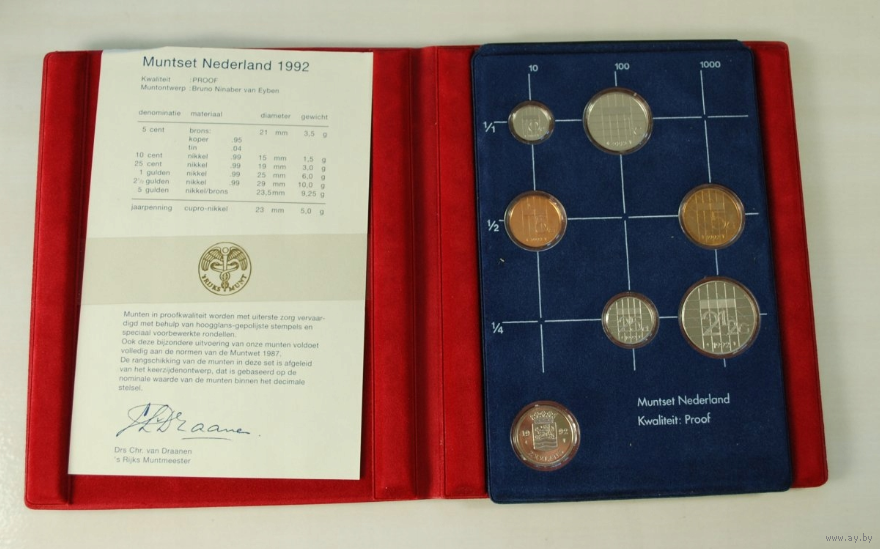 Muntset Nederland 1992
Kwaliteit :PROOF
Muntontwerp :Bruno Ninaber van Eyben
denominatie materiaal diameter gewicht
5 cent brons: 21 mm 3,5 g
koper .95
tin .04
10 cent nikkel .99 15 mm 1,5 g
25 cent nikkel .99 19 mm 3,0 g
1 gulden nikkel .99 25 mm 6,0 g
2½ gulden nikkel .99 29 mm 10,0 g
5 gulden nikkel/brons 23,5mm 9,25 g
jaarpenning cupro-nikkel 23 mm 5,0 g
'S RIJKS MUNT
Munten in proofkwaliteit worden met uiterste zorg vervaar-
digd met behulp van hoogglans-gepolijste stempels en
speciaal voorbewerkte rondellen.
Ook deze bijzondere uitvoering van onze munten voldoet
volledig aan de normen van de Muntwet 1987.
De rangschikking van de munten in deze set is afgeleid
van het keerzijdenontwerp, dat is gebaseerd op de
nominale waarde van de munten binnen het decimale
stelsel.
Drs Chr. van Draanen
's Rijks Muntmeester
10 100 1000
1/1
1/2
5
1/4
2½
Muntset Nederland
Kwaliteit: Proof
www.ay.by